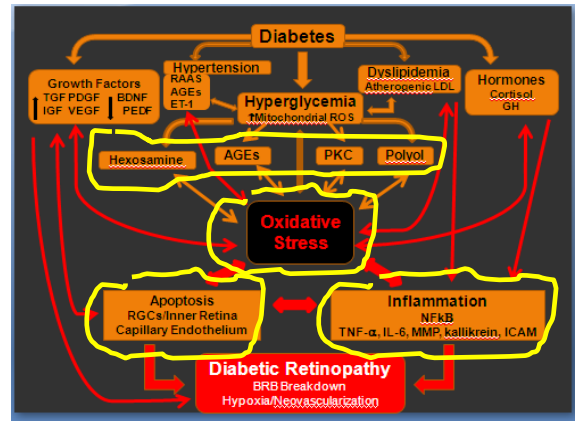 Diabetes
Hypertension
RAAS
AGEs
ET-1
Dyslipidemia
Atherogenic LDL
Growth Factors
TGF PDGF BDNF
IGF VEGF PEDF
Hormones
Cortisol
GH
Hyperglycemia
↑Mitochondrial ROS
Hexosamine
AGEs
PKC
Polyol
Oxidative
Stress
Apoptosis
RGCs/Inner Retina
Capillary Endothelium
Inflammation
NFkB
TNF-α, IL-6, MMP, kallikrein, ICAM
Diabetic Retinopathy
BRB Breakdown
Hypoxia/Neovascularization